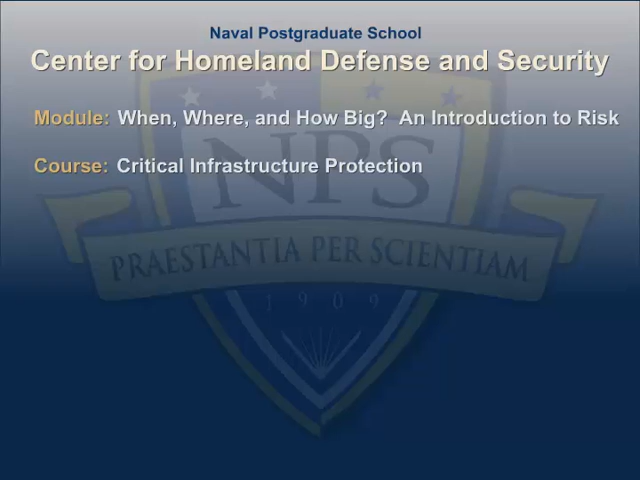 Naval Postgraduate School
Center for Homeland Defense and Security
Module: When, Where, and How Big? An Introduction to Risk
Course: Critical Infrastructure Protection
NPS
PRAESTANTIA PER SCIENTIAM
1909